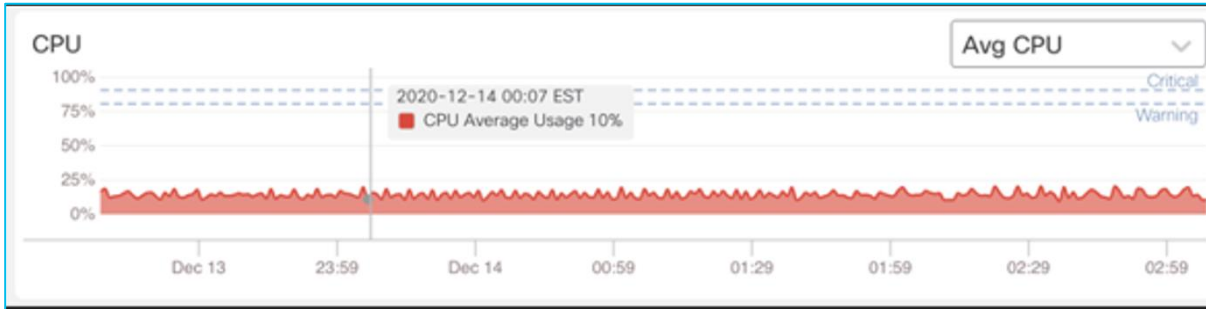 CPU
Avg CPU
100%
Critical
2020-12-14 00:07 EST
75%
Warning
CPU Average Usage 10%
50%
25%
0%
Dec 13 23:59 Dec 14 00:59 01:29 01:59 02:29 02:59